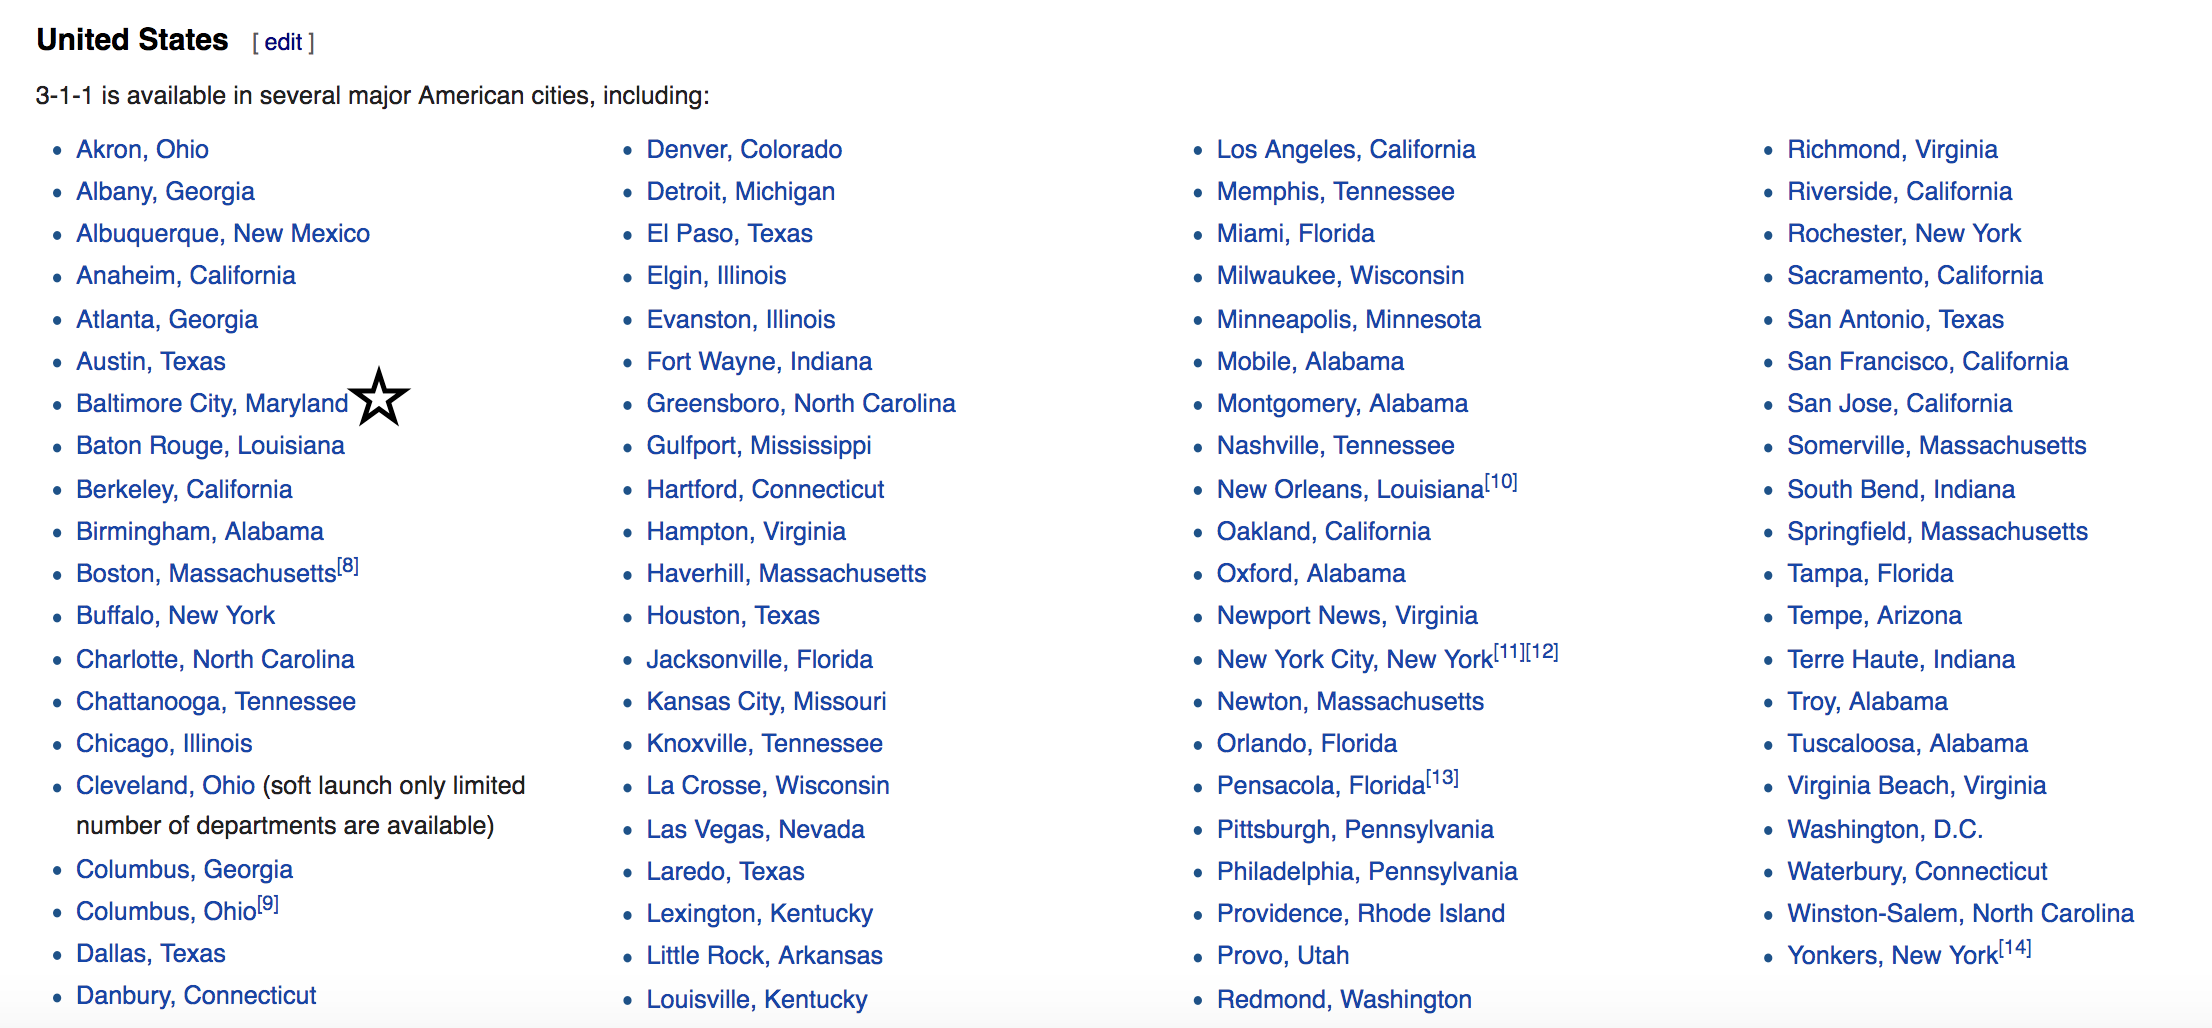 United States [ edit ]
3-1-1 is available in several major American cities, including:
Akron, Ohio
Albany, Georgia
Albuquerque, New Mexico
Anaheim, California
Atlanta, Georgia
Austin, Texas
Baltimore City, Maryland
Baton Rouge, Louisiana
Berkeley, California
Birmingham, Alabama
Boston, Massachusetts[8]
Buffalo, New York
Charlotte, North Carolina
Chattanooga, Tennessee
Chicago, Illinois
Cleveland, Ohio (soft launch only limited
number of departments are available)
Columbus, Georgia
Columbus, Ohio[9]
Dallas, Texas
Danbury, Connecticut
Denver, Colorado
Detroit, Michigan
El Paso, Texas
Elgin, Illinois
Evanston, Illinois
Fort Wayne, Indiana
Greensboro, North Carolina
Gulfport, Mississippi
Hartford, Connecticut
Hampton, Virginia
Haverhill, Massachusetts
Houston, Texas
Jacksonville, Florida
Kansas City, Missouri
Knoxville, Tennessee
La Crosse, Wisconsin
Las Vegas, Nevada
Laredo, Texas
Lexington, Kentucky
Little Rock, Arkansas
Louisville, Kentucky
Los Angeles, California
Memphis, Tennessee
Miami, Florida
Milwaukee, Wisconsin
Minneapolis, Minnesota
Mobile, Alabama
Montgomery, Alabama
Nashville, Tennessee
New Orleans, Louisiana[10]
Oakland, California
Oxford, Alabama
Newport News, Virginia
New York City, New York[11][12]
Newton, Massachusetts
Orlando, Florida
Pensacola, Florida[13]
Pittsburgh, Pennsylvania
Philadelphia, Pennsylvania
Providence, Rhode Island
Provo, Utah
Redmond, Washington
Richmond, Virginia
Riverside, California
Rochester, New York
Sacramento, California
San Antonio, Texas
San Francisco, California
San Jose, California
Somerville, Massachusetts
South Bend, Indiana
Springfield, Massachusetts
Tampa, Florida
Tempe, Arizona
Terre Haute, Indiana
Troy, Alabama
Tuscaloosa, Alabama
Virginia Beach, Virginia
Washington, D.C.
Waterbury, Connecticut
Winston-Salem, North Carolina
Yonkers, New York[14]